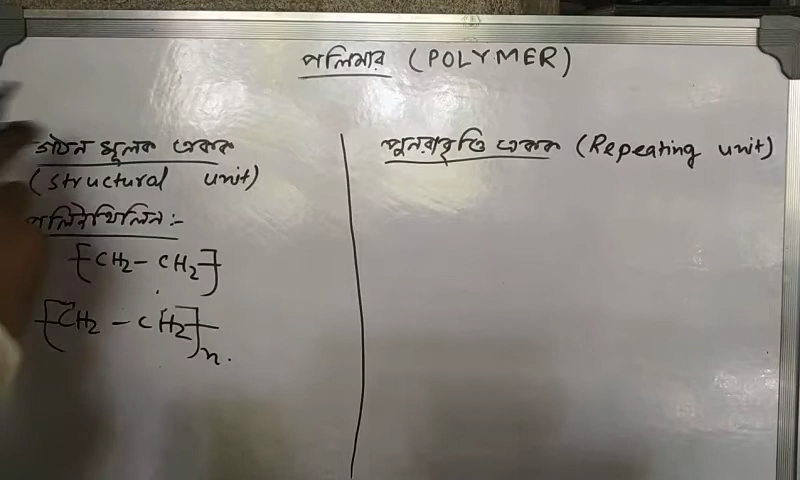 পলিমার (POLYMER)
গঠন মূলক একক
(structural unit)
পলিইথিলিন:-
[CH2 - CH2]
[CH2 - CH2]n.
পুনরাবৃত্তি একক (Repeating unit)